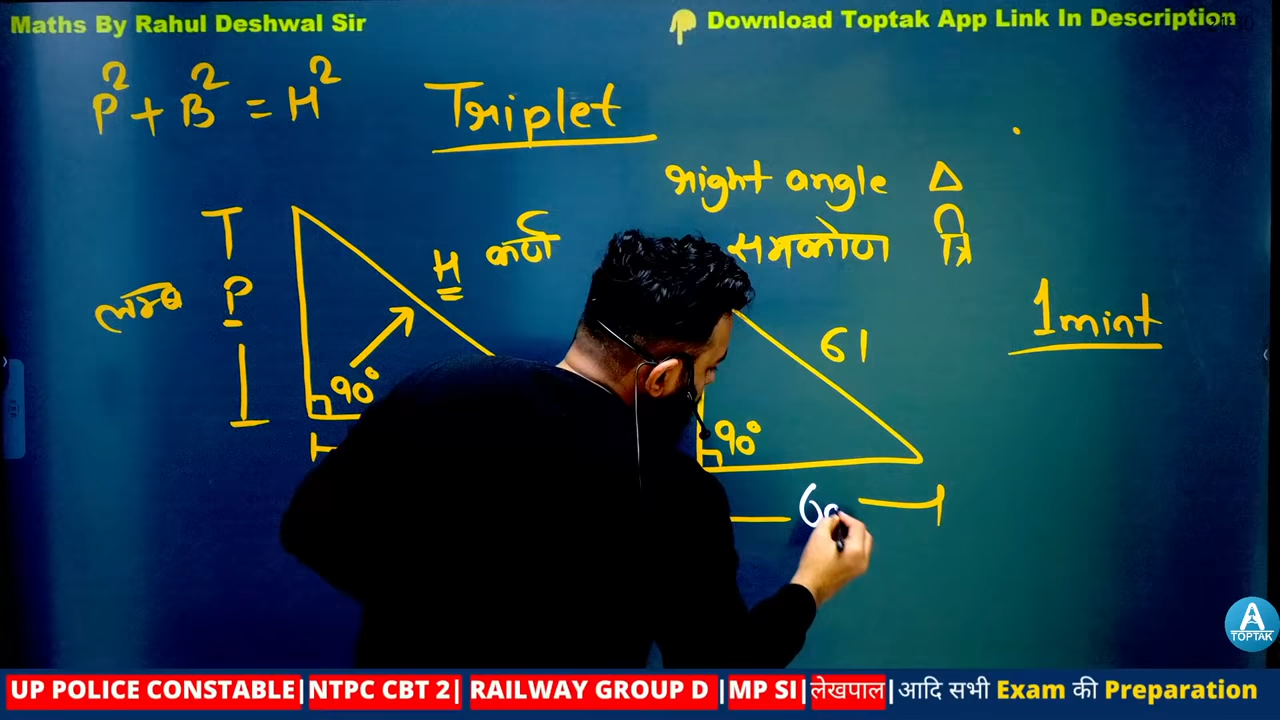 Maths By Rahul Deshwal Sir
Download Toptak App Link In Description
P² + B² = H²
Triplet
right angle Δ
समकोण त्रि
T
H
कर्ण
लम्ब
P
1 mint
61
90°
90°
A
TOPTAK
UP POLICE CONSTABLE| NTPC CBT 2| RAILWAY GROUP D | MP SI| लेखपाल | आदि सभी Exam की Preparation